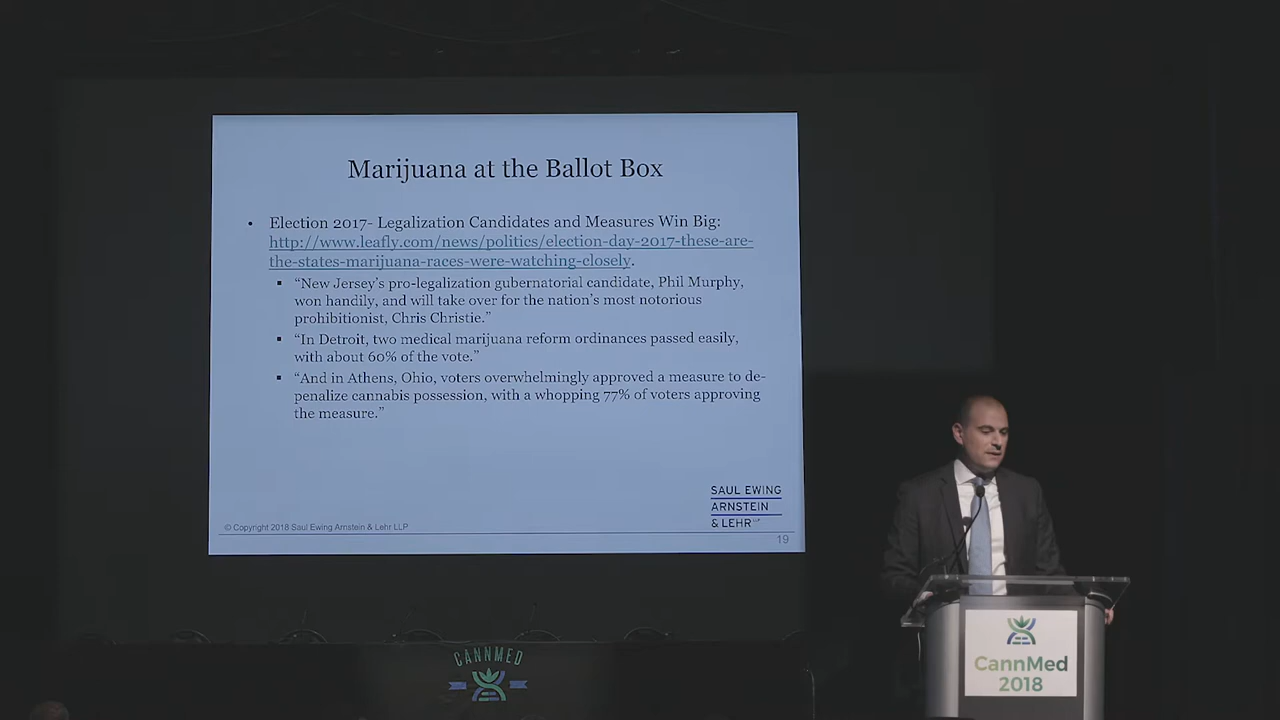 Marijuana at the Ballot Box
• Election 2017- Legalization Candidates and Measures Win Big:
http://www.leafly.com/news/politics/election-day-2017-these-are-
the-states-marijuana-races-were-watching-closely.
▪ “New Jersey’s pro-legalization gubernatorial candidate, Phil Murphy,
won handily, and will take over for the nation’s most notorious
prohibitionist, Chris Christie.”
▪ “In Detroit, two medical marijuana reform ordinances passed easily,
with about 60% of the vote.”
▪ “And in Athens, Ohio, voters overwhelmingly approved a measure to de-
penalize cannabis possession, with a whopping 77% of voters approving
the measure.”
SAUL EWING
ARNSTEIN
& LEHR LLP
© Copyright 2018 Saul Ewing Arnstein & Lehr LLP
19
CANNMED
CannMed
2018